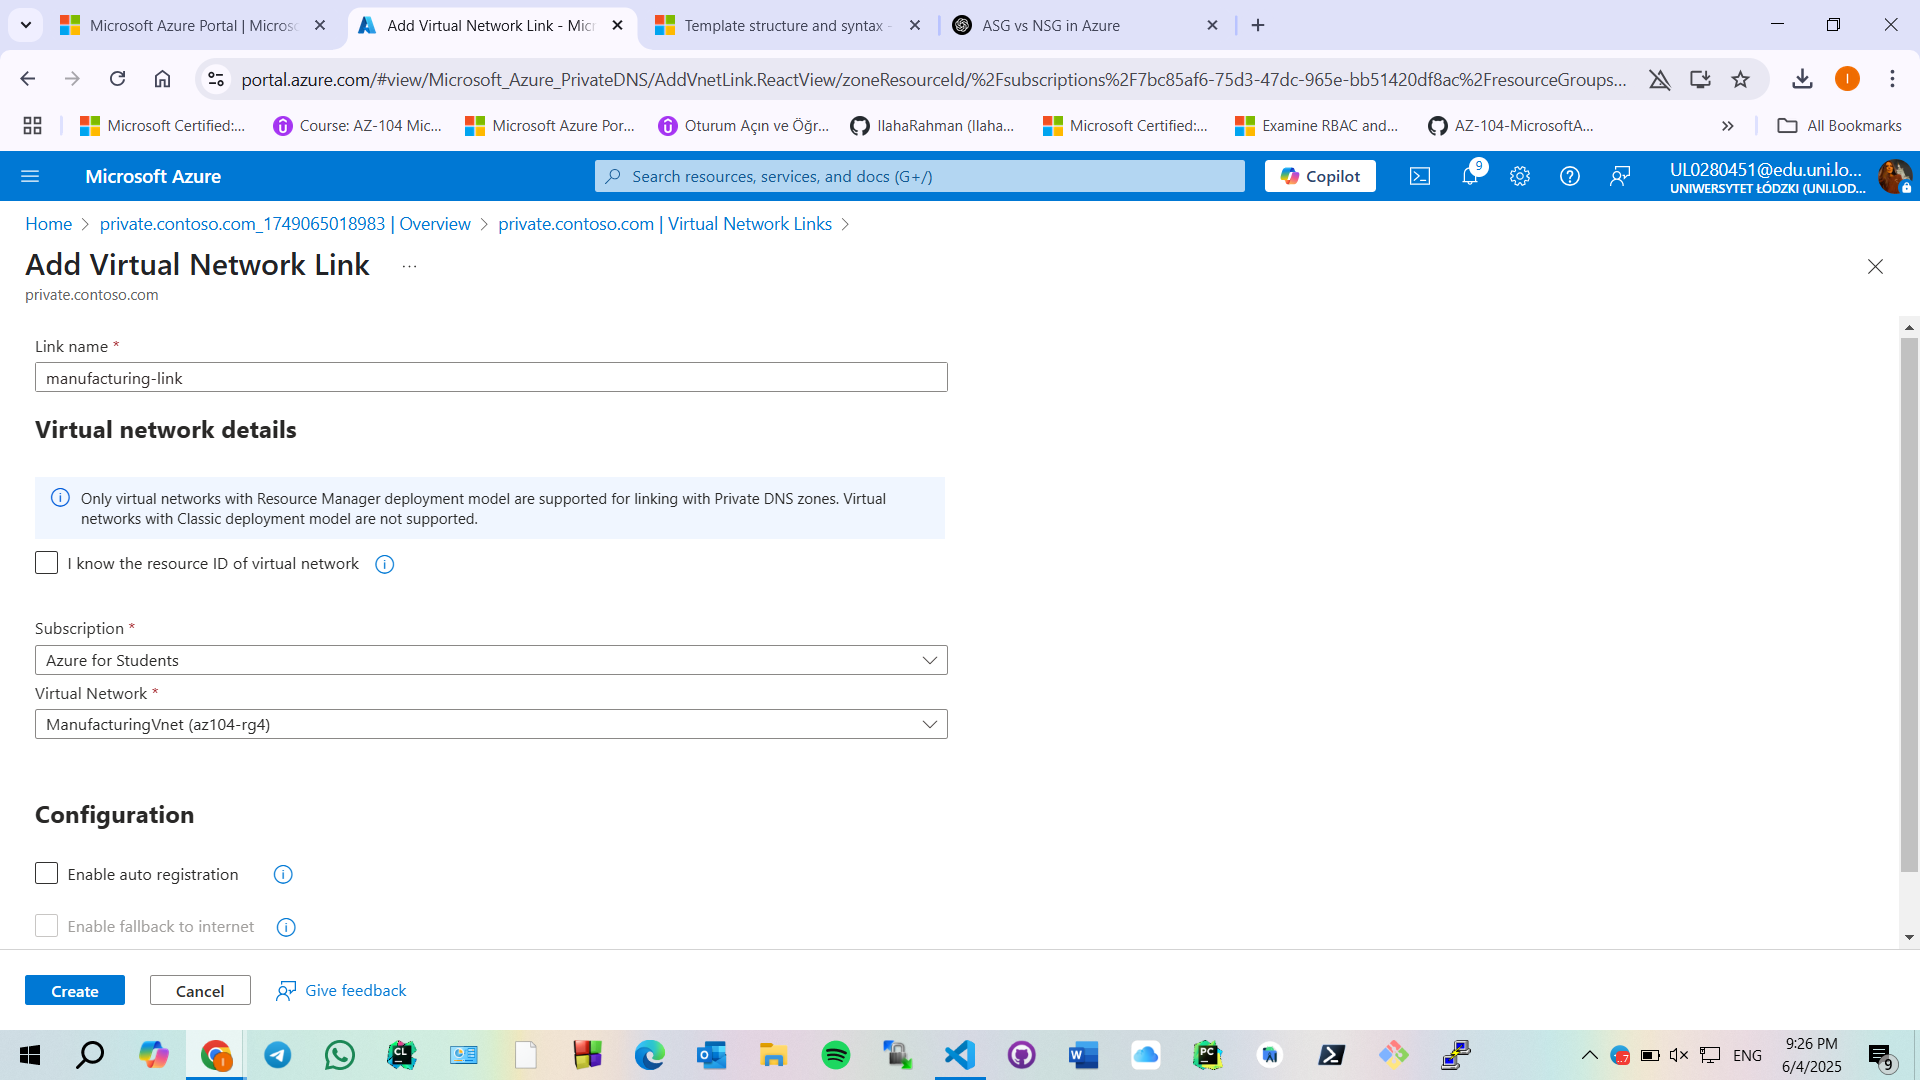 Microsoft Azure Portal | Microso
Add Virtual Network Link - Micr
Template structure and syntax -
ASG vs NSG in Azure
portal.azure.com/#view/Microsoft_Azure_PrivateDNS/AddVnetLink.ReactView/zoneResourceId/%2Fsubscriptions%2F7bc85af6-75d3-47dc-965e-bb51420df8ac%2FresourceGroups...
Microsoft Certified:...
Course: AZ-104 Mic...
Microsoft Azure Por...
Oturum Açın ve Öğr...
IlahaRahman (Ilaha...
Microsoft Certified:...
Examine RBAC and...
AZ-104-MicrosoftA...
All Bookmarks
Microsoft Azure
Search resources, services, and docs (G+/)
Copilot
9
UL0280451@edu.uni.lo...
UNIWERSYTET ŁÓDZKI (UNI.LOD...
Home
private.contoso.com_1749065018983 | Overview
private.contoso.com | Virtual Network Links
Add Virtual Network Link
private.contoso.com
Link name *
manufacturing-link
Virtual network details
Only virtual networks with Resource Manager deployment model are supported for linking with Private DNS zones. Virtual
networks with Classic deployment model are not supported.
I know the resource ID of virtual network
Subscription *
Azure for Students
Virtual Network *
ManufacturingVnet (az104-rg4)
Configuration
Enable auto registration
Enable fallback to internet
Create
Cancel
Give feedback
ENG
9:26 PM
6/4/2025
9